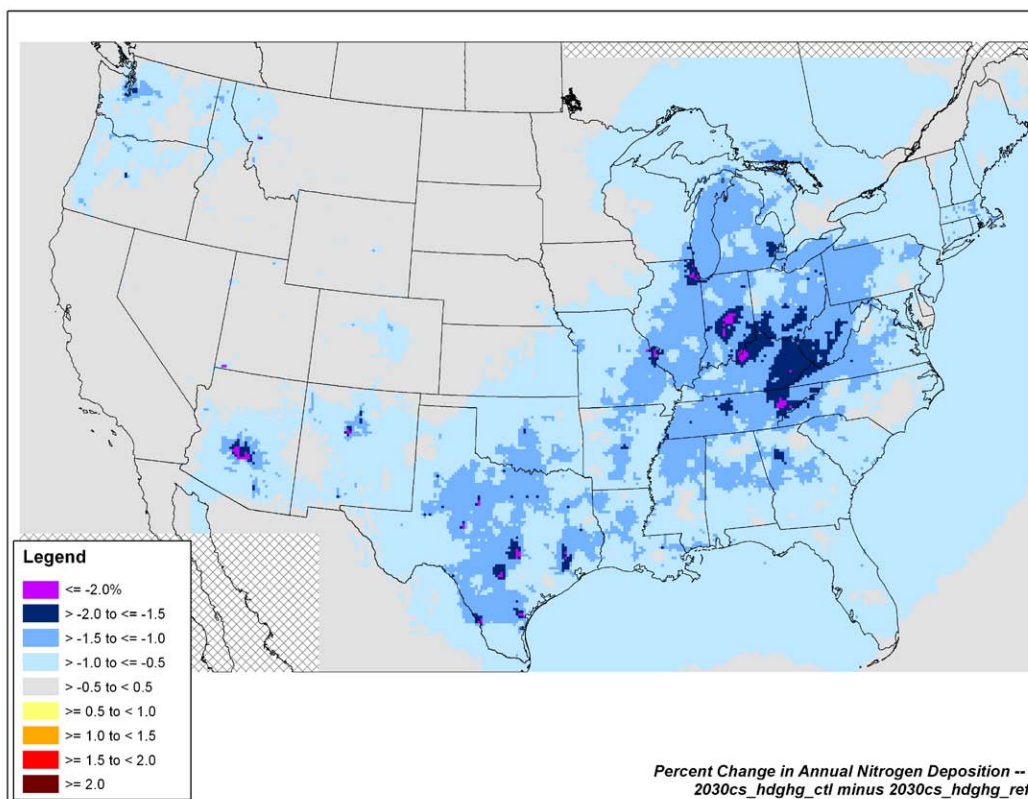 Legend
<= -2.0%
> -2.0 to <= -1.5
> -1.5 to <= -1.0
> -1.0 to <= -0.5
> -0.5 to < 0.5
>= 0.5 to < 1.0
>= 1.0 to < 1.5
>= 1.5 to < 2.0
>= 2.0
Percent Change in Annual Nitrogen Deposition --
2030cs_hdghg_ctl minus 2030cs_hdghg_ref